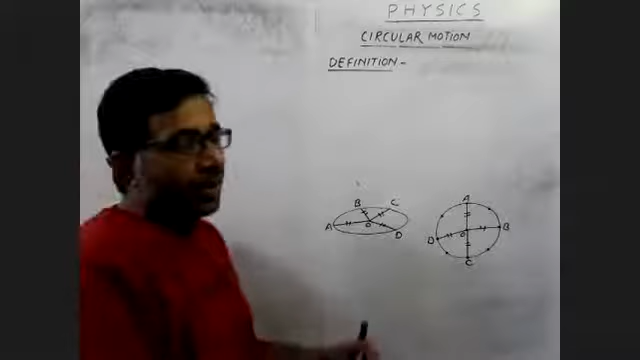 PHYSICS
CIRCULAR MOTION
DEFINITION -
B C
A O D
A
D O B
C